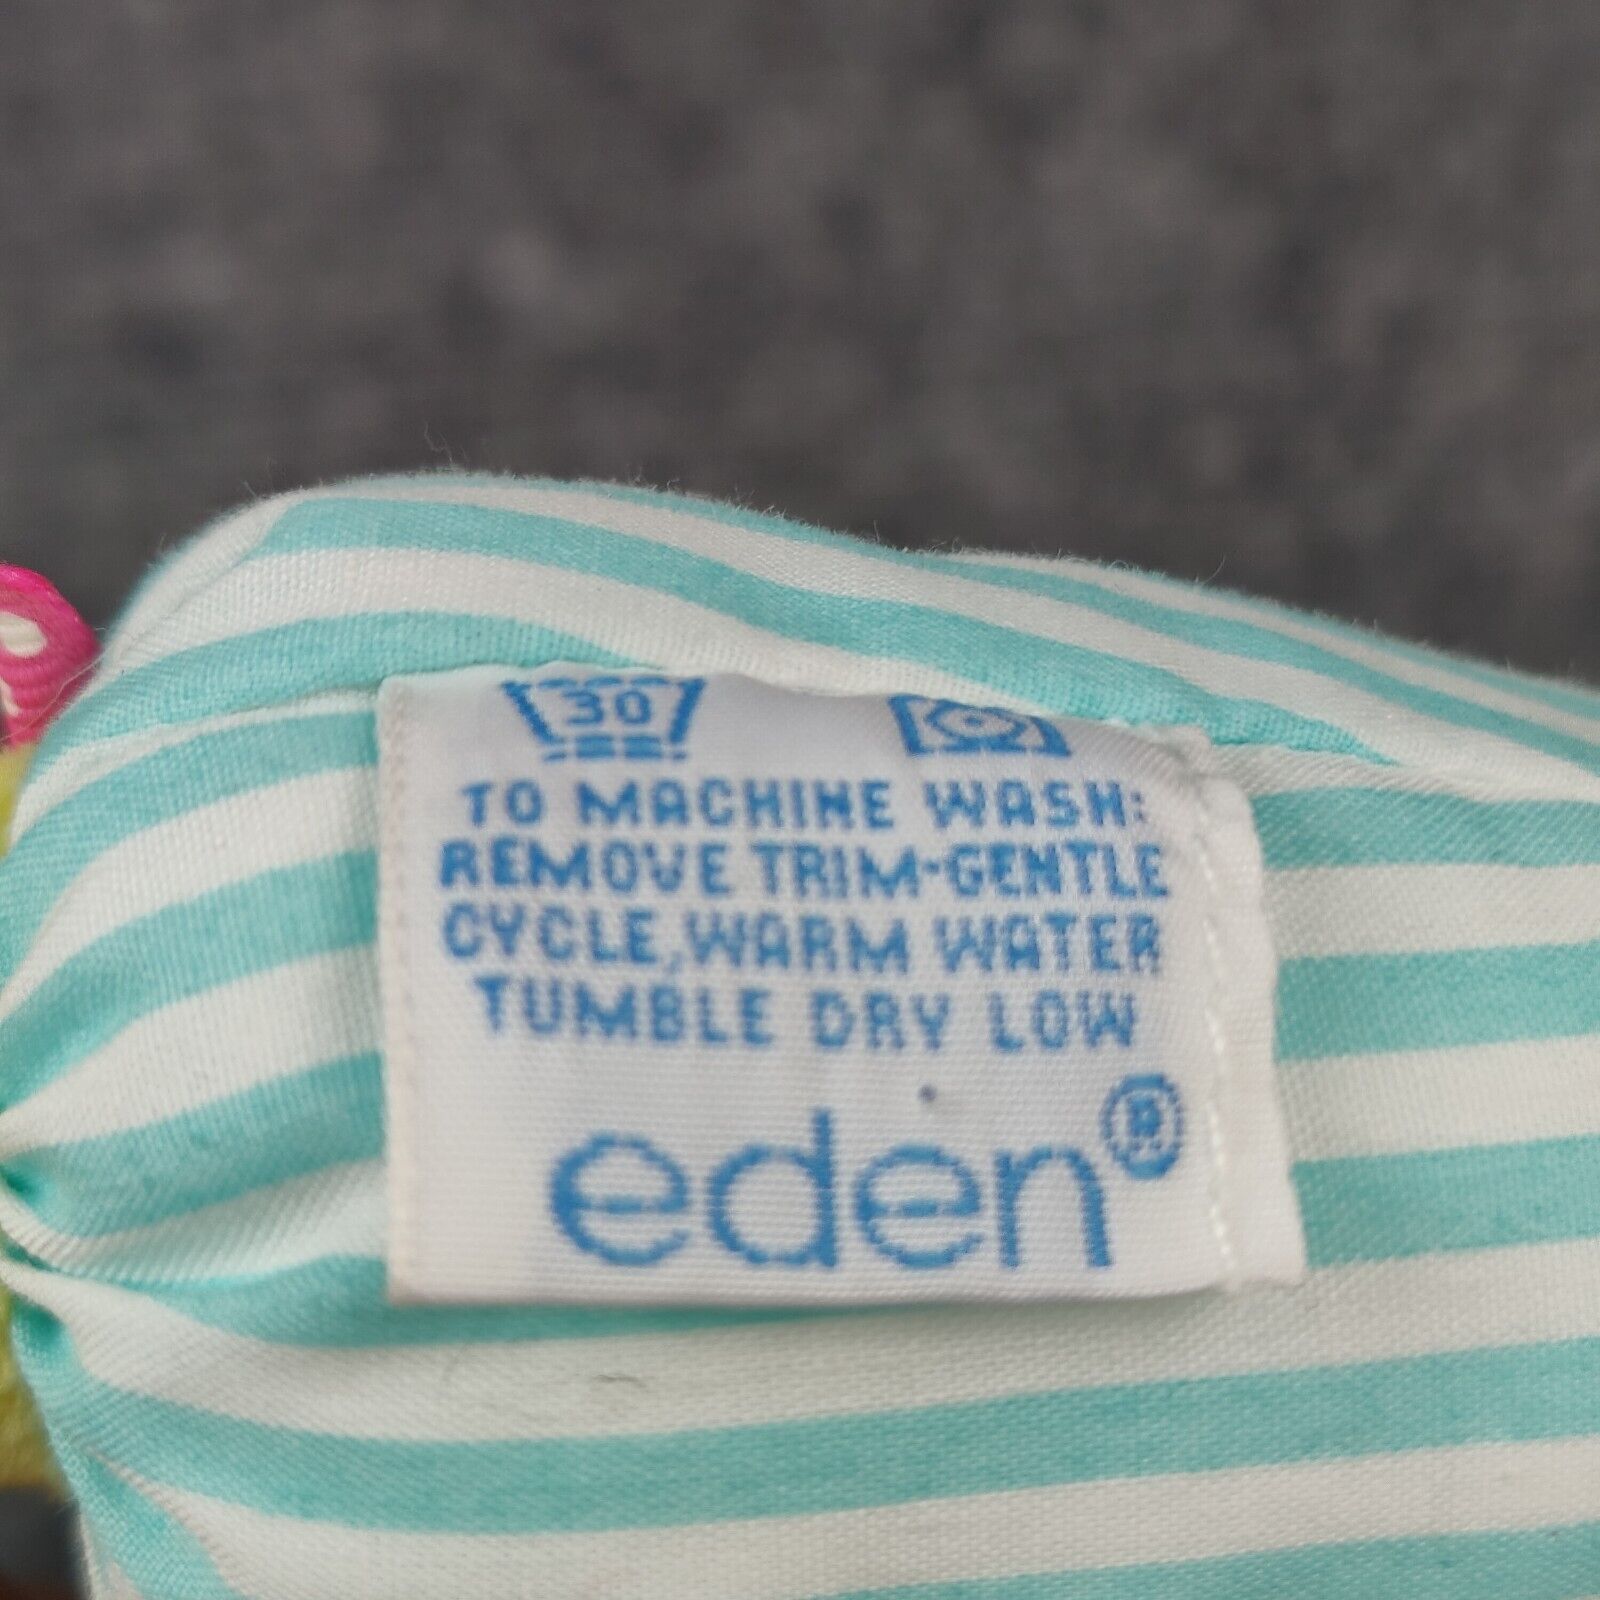 30
TO MACHINE WASH:
REMOVE TRIM-GENTLE
CYCLE,WARM WATER
TUMBLE DRY LOW
eden®